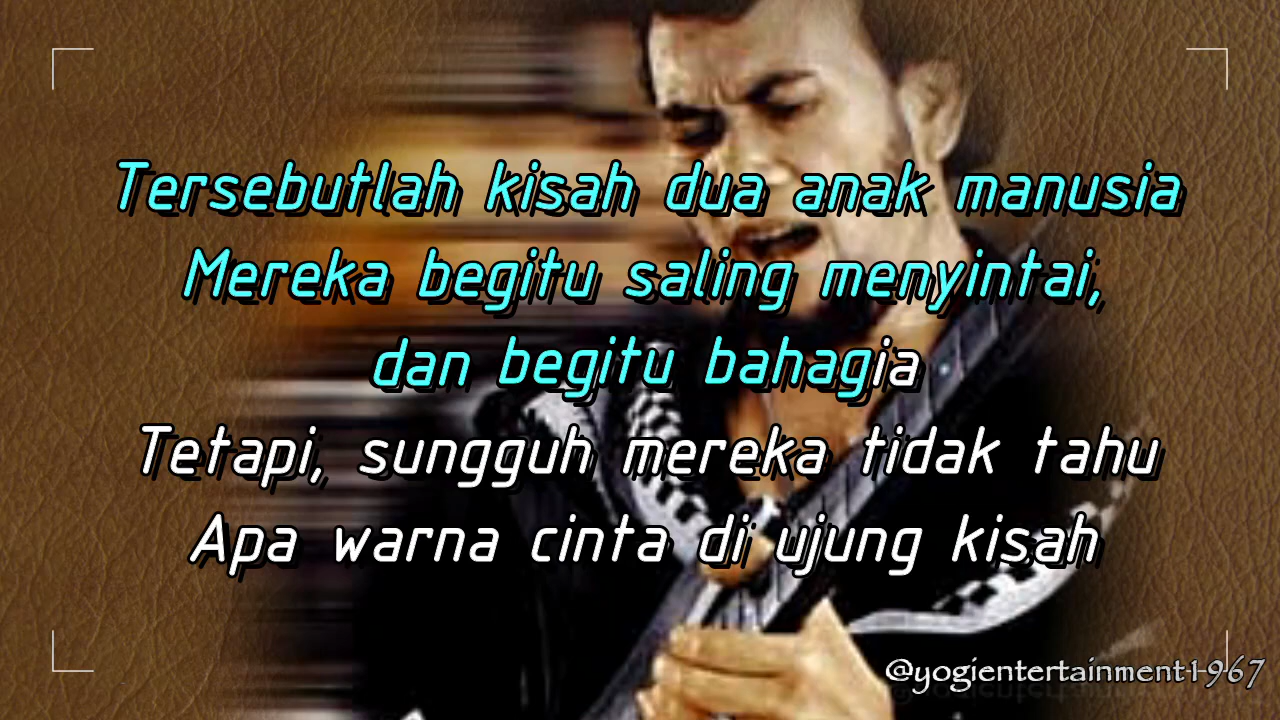 Tersebutlah kisah dua anak manusia
Mereka begitu saling menyintai,
dan begitu bahagia
Tetapi, sungguh mereka tidak tahu
Apa warna cinta di ujung kisah
@yogientertainment1967